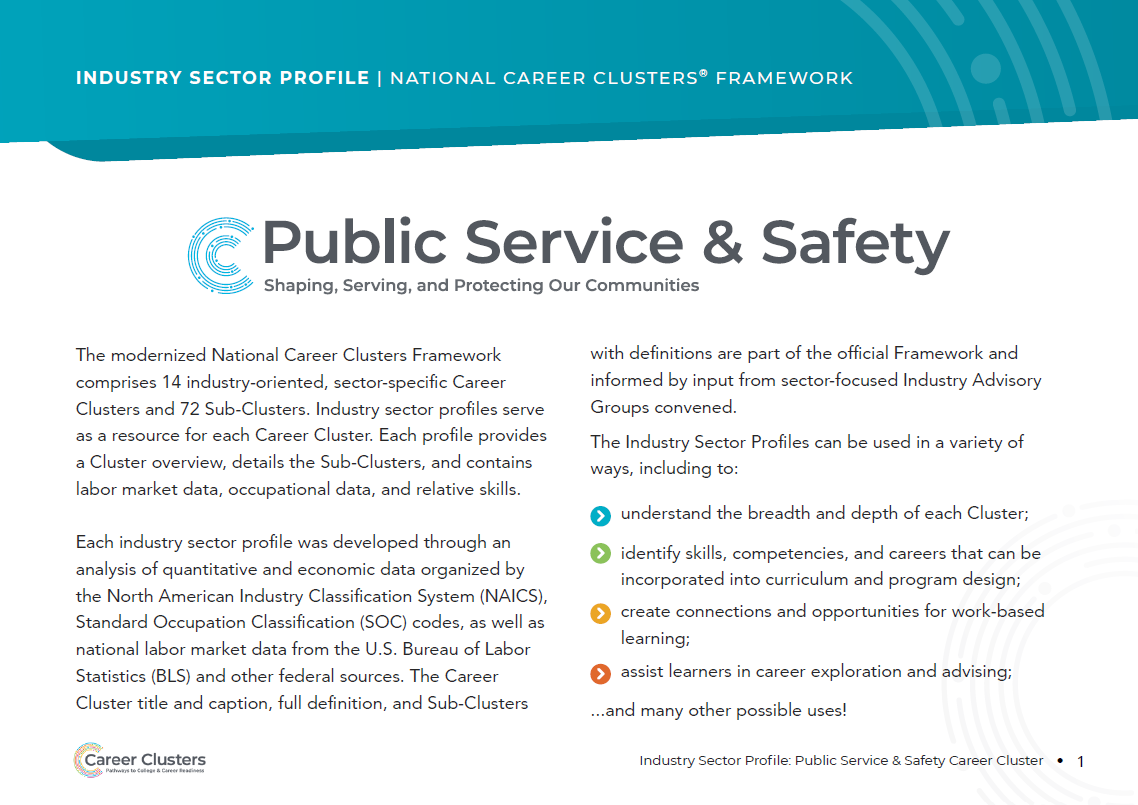 INDUSTRY SECTOR PROFILE | NATIONAL CAREER CLUSTERS® FRAMEWORK
Public Service & Safety
Shaping, Serving, and Protecting Our Communities
The modernized National Career Clusters Framework
comprises 14 industry-oriented, sector-specific Career
Clusters and 72 Sub-Clusters. Industry sector profiles serve
as a resource for each Career Cluster. Each profile provides
a Cluster overview, details the Sub-Clusters, and contains
labor market data, occupational data, and relative skills.
Each industry sector profile was developed through an
analysis of quantitative and economic data organized by
the North American Industry Classification System (NAICS),
Standard Occupation Classification (SOC) codes, as well as
national labor market data from the U.S. Bureau of Labor
Statistics (BLS) and other federal sources. The Career
Cluster title and caption, full definition, and Sub-Clusters
with definitions are part of the official Framework and
informed by input from sector-focused Industry Advisory
Groups convened.
The Industry Sector Profiles can be used in a variety of
ways, including to:
understand the breadth and depth of each Cluster;
identify skills, competencies, and careers that can be
incorporated into curriculum and program design;
create connections and opportunities for work-based
learning;
assist learners in career exploration and advising;
...and many other possible uses!
Career Clusters
Pathways to College & Career Readiness
Industry Sector Profile: Public Service & Safety Career Cluster • 1